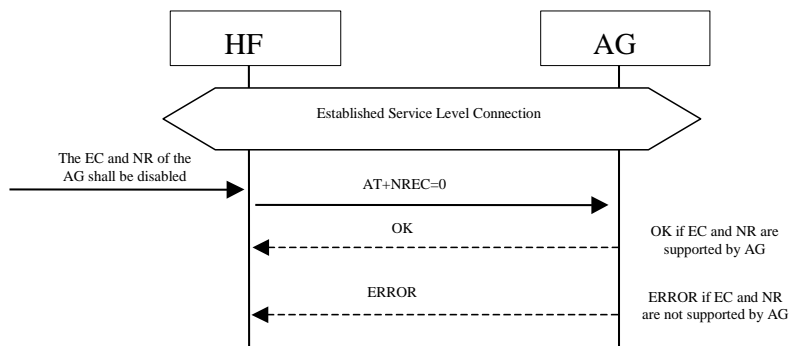 HF
AG
Established Service Level Connection
The EC and NR of the
AG shall be disabled
AT+NREC=0
OK
OK if EC and NR are
supported by AG
ERROR
ERROR if EC and NR
are not supported by AG